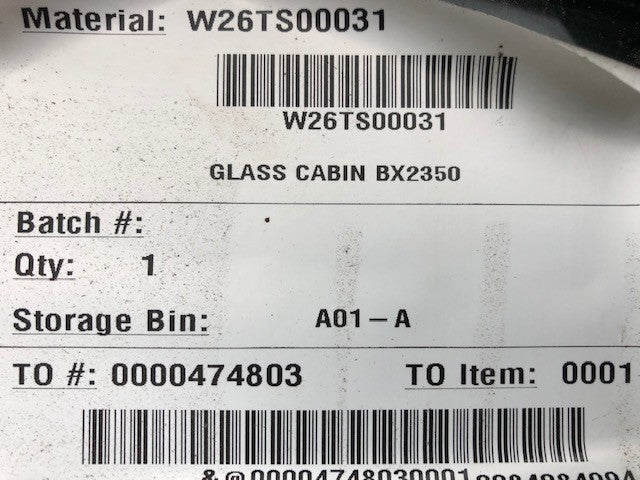 Material: W26TS00031
W26TS00031
GLASS CABIN BX2350
Batch #:
Qty: 1
Storage Bin: A01-A
TO #: 0000474803 TO Item: 0001